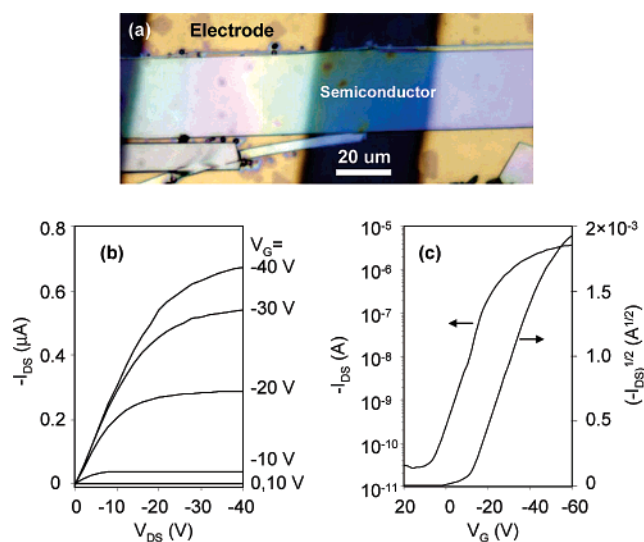 (a)
Electrode
Semiconductor
20 um
(b)
0.8
0.6
0.4
0.2
0
-I_DS (μA)
V_G=
-40 V
-30 V
-20 V
-10 V
0,10 V
0 -10 -20 -30 -40
V_DS (V)
(c)
10^-5
10^-6
10^-7
10^-8
10^-9
10^-10
10^-11
-I_DS (A)
2×10^-3
1.5
1
0.5
0
(-I_DS)^1/2 (A^1/2)
20 0 -20 -40 -60
V_G (V)